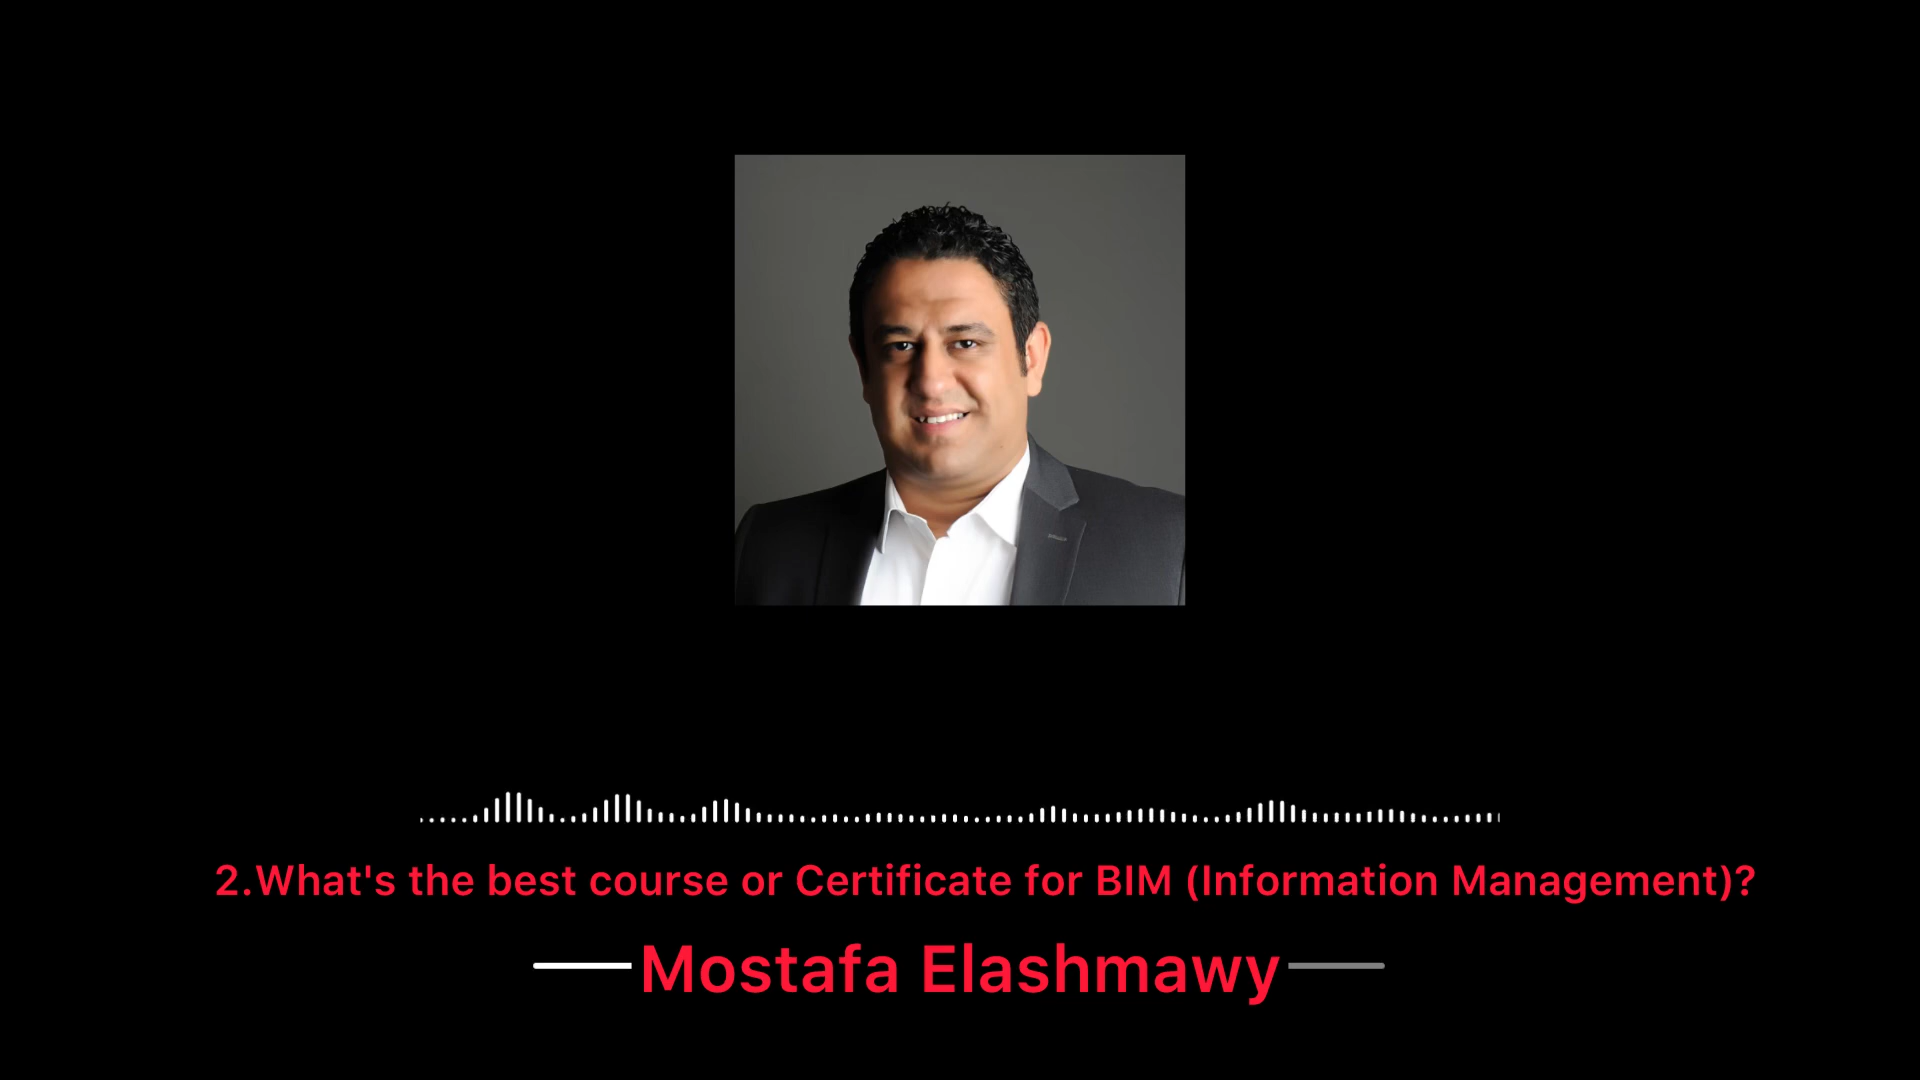 2.What's the best course or Certificate for BIM (Information Management)?
Mostafa Elashmawy